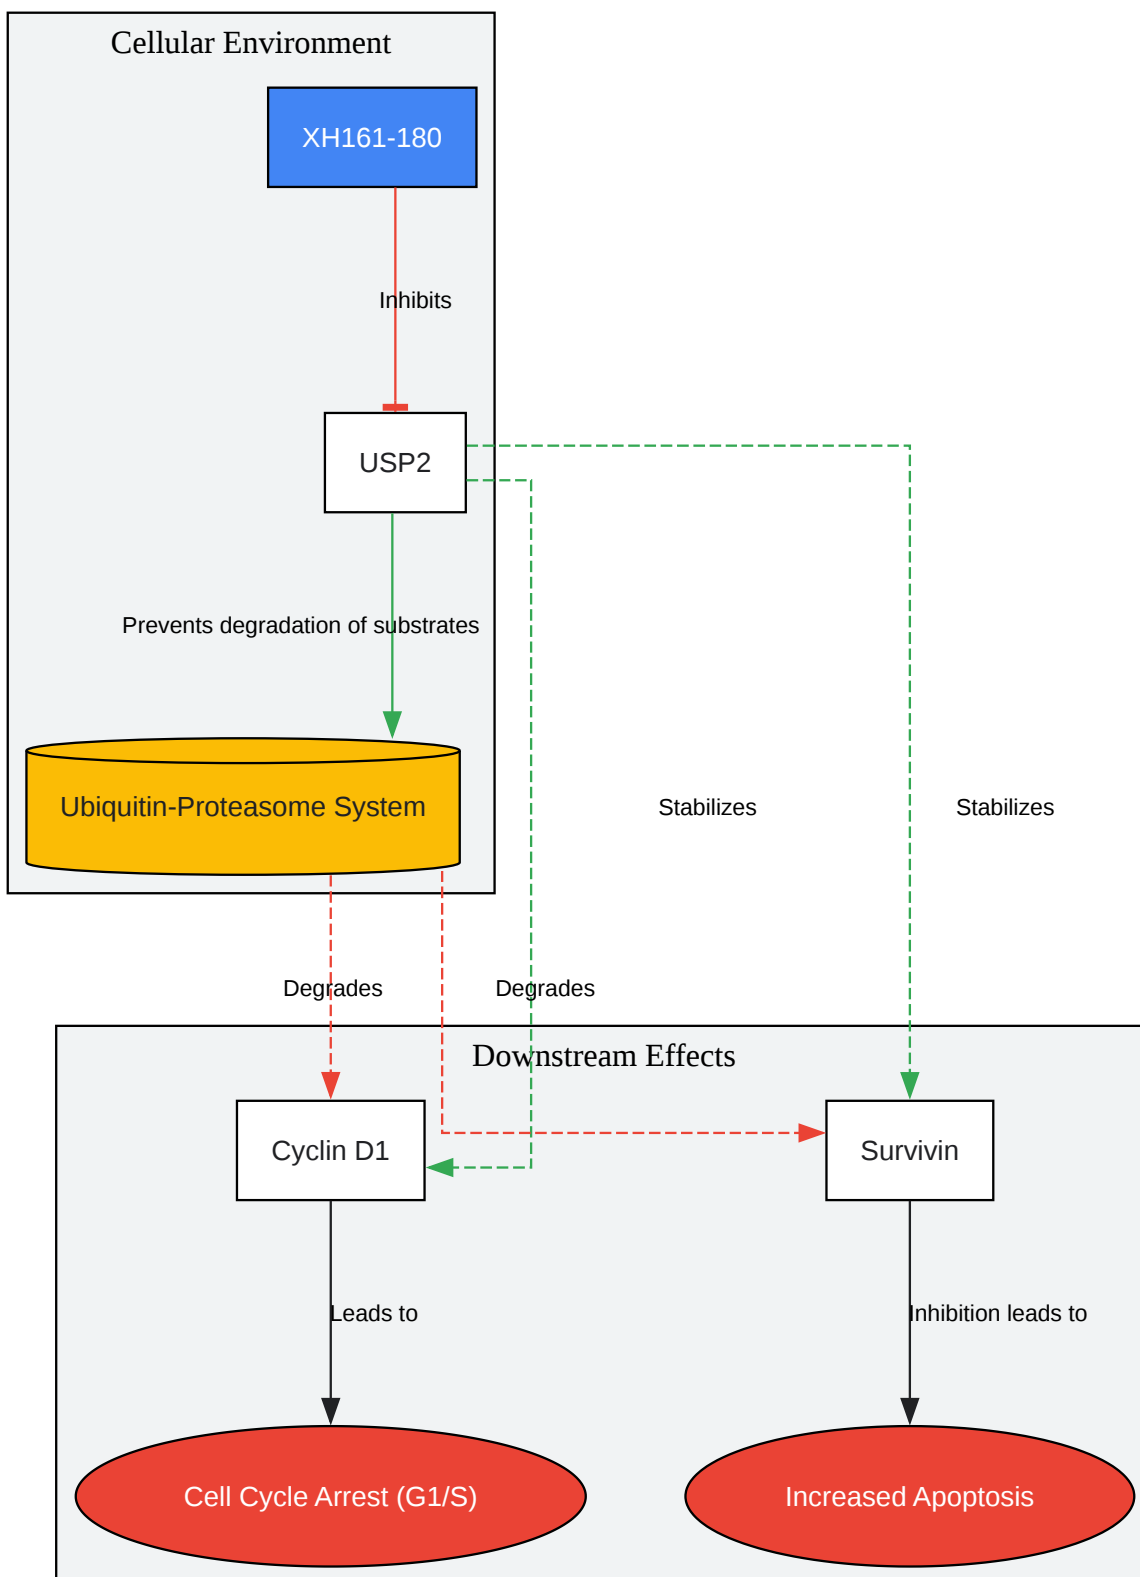 Cellular Environment
XH161-180
Inhibits
USP2
Prevents degradation of substrates
Ubiquitin-Proteasome System
Stabilizes
Stabilizes
Degrades
Degrades
Downstream Effects
Cyclin D1
Survivin
Leads to
Inhibition leads to
Cell Cycle Arrest (G1/S)
Increased Apoptosis